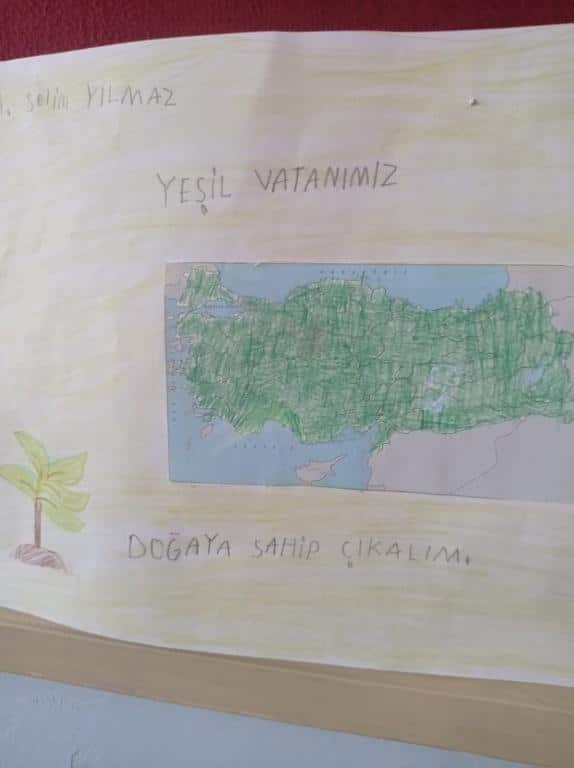 Selim YILMAZ
YEŞİL VATANIMIZ
DOĞAYA SAHİP ÇIKALIM.